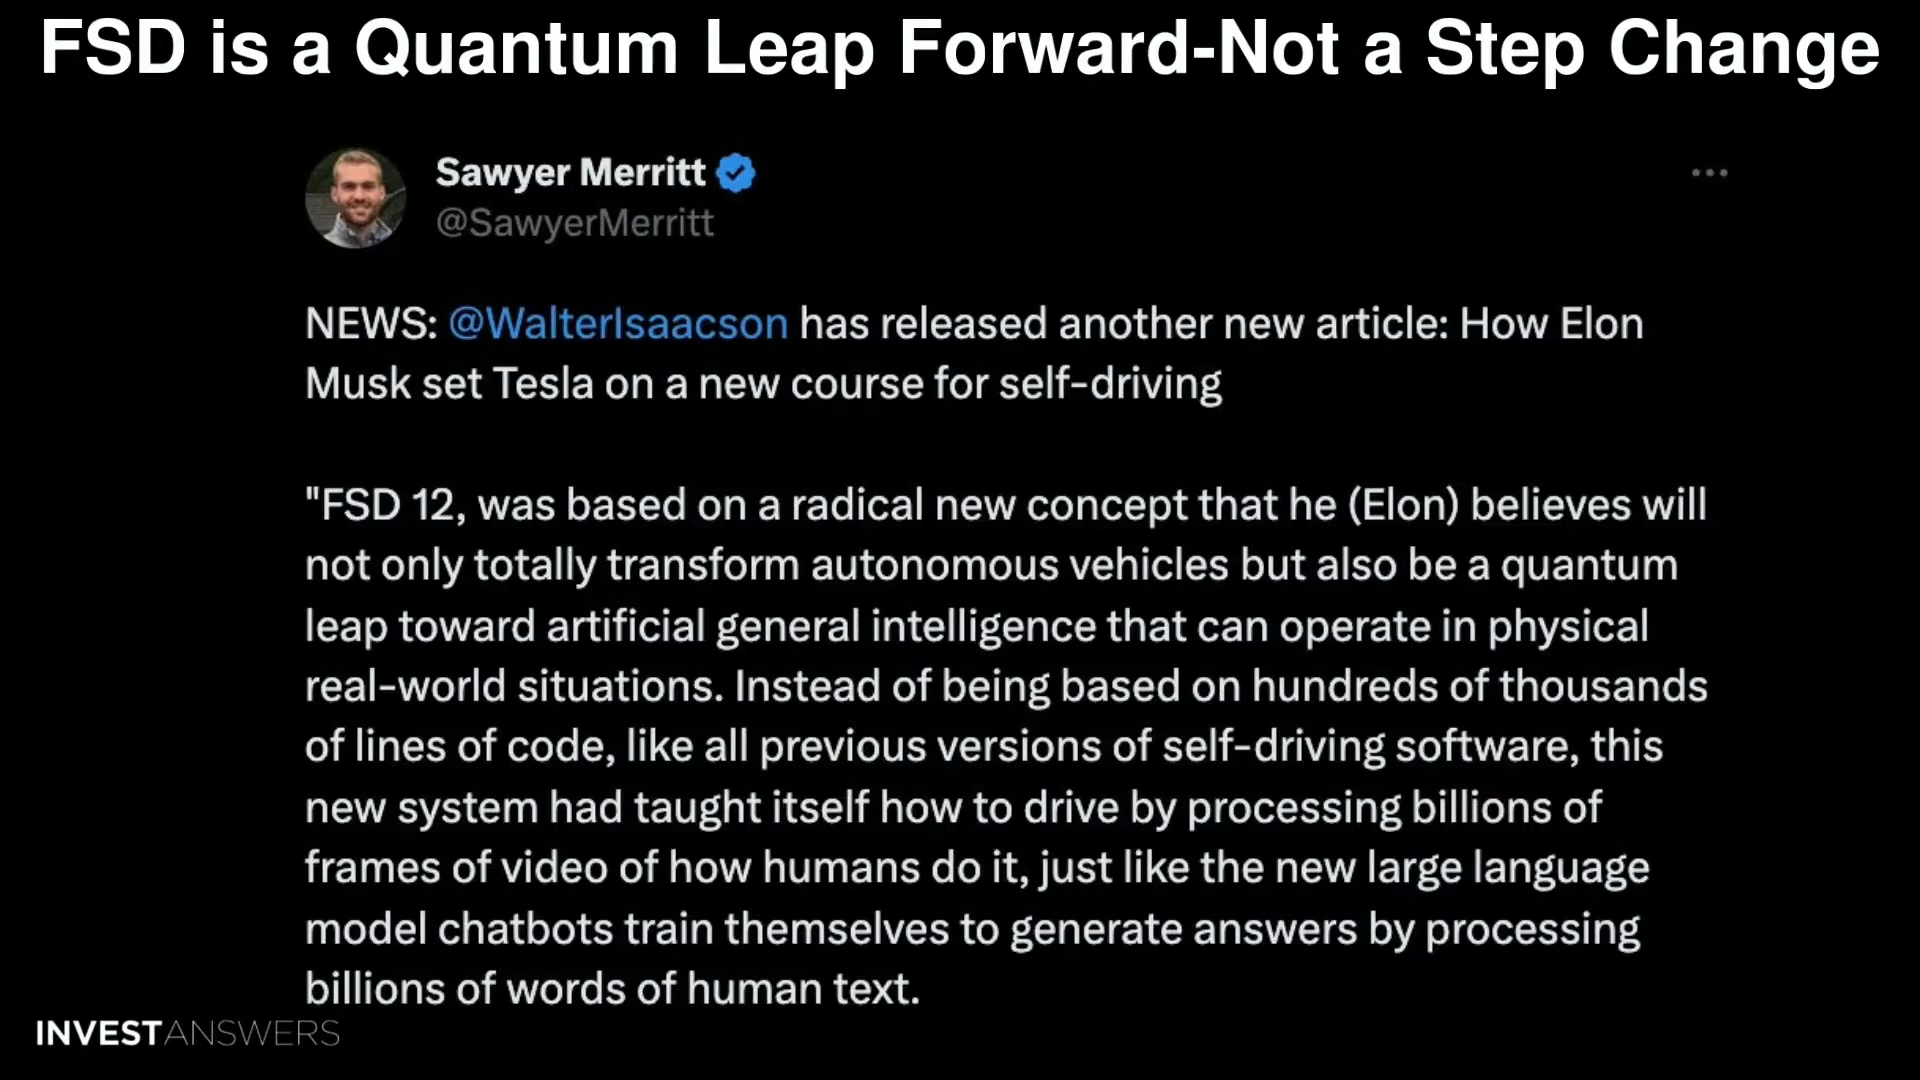 FSD is a Quantum Leap Forward-Not a Step Change
Sawyer Merritt
@SawyerMerritt
NEWS: @WalterIsaacson has released another new article: How Elon
Musk set Tesla on a new course for self-driving
"FSD 12, was based on a radical new concept that he (Elon) believes will
not only totally transform autonomous vehicles but also be a quantum
leap toward artificial general intelligence that can operate in physical
real-world situations. Instead of being based on hundreds of thousands
of lines of code, like all previous versions of self-driving software, this
new system had taught itself how to drive by processing billions of
frames of video of how humans do it, just like the new large language
model chatbots train themselves to generate answers by processing
billions of words of human text.
INVESTANSWERS